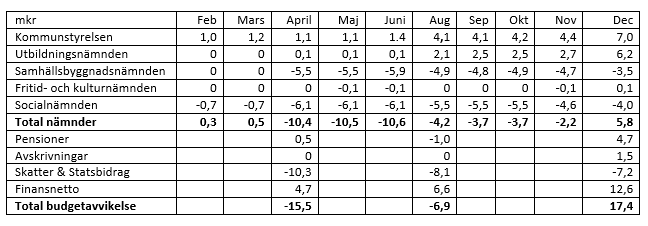 mkr Feb Mars April Maj Juni Aug Sep Okt Nov Dec
Kommunstyrelsen 1,0 1,2 1,1 1,1 1.4 4,1 4,1 4,2 4,4 7,0
Utbildningsnämnden 0 0 0,1 0,1 0,1 2,1 2,5 2,5 2,7 6,2
Samhällsbyggnadsnämnden 0 0 -5,5 -5,5 -5,9 -4,9 -4,8 -4,9 -4,7 -3,5
Fritid- och kulturnämnden 0 0 0 -0,1 -0,1 0 0 0 -0,1 0,1
Socialnämnden -0,7 -0,7 -6,1 -6,1 -6,1 -5,5 -5,5 -5,5 -4,6 -4,0
Total nämnder 0,3 0,5 -10,4 -10,5 -10,6 -4,2 -3,7 -3,7 -2,2 5,8
Pensioner 0,5 -1,0 4,7
Avskrivningar 0 0 1,5
Skatter & Statsbidrag -10,3 -8,1 -7,2
Finansnetto 4,7 6,6 12,6
Total budgetavvikelse -15,5 -6,9 17,4